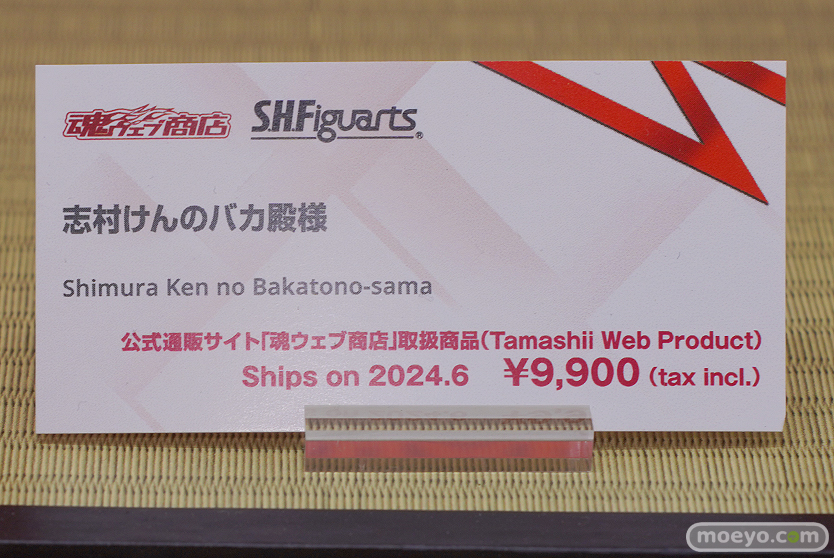 魂ウェブ商店 S.H.Figuarts®
志村けんのバカ殿様
Shimura Ken no Bakatono-sama
公式通販サイト「魂ウェブ商店」取扱商品(Tamashii Web Product)
Ships on 2024.6 ¥9,900 (tax incl.)
moeyo.com